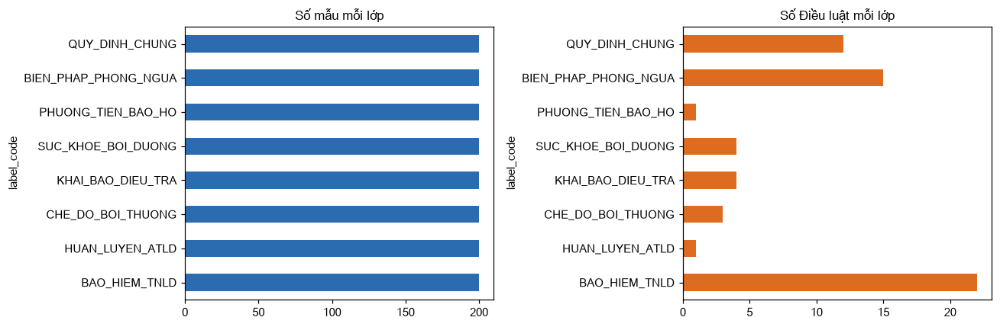 Số mẫu mỗi lớp
label_code
QUY_DINH_CHUNG
BIEN_PHAP_PHONG_NGUA
PHUONG_TIEN_BAO_HO
SUC_KHOE_BOI_DUONG
KHAI_BAO_DIEU_TRA
CHE_DO_BOI_THUONG
HUAN_LUYEN_ATLD
BAO_HIEM_TNLD
0 50 100 150 200
Số Điều luật mỗi lớp
label_code
QUY_DINH_CHUNG
BIEN_PHAP_PHONG_NGUA
PHUONG_TIEN_BAO_HO
SUC_KHOE_BOI_DUONG
KHAI_BAO_DIEU_TRA
CHE_DO_BOI_THUONG
HUAN_LUYEN_ATLD
BAO_HIEM_TNLD
0 5 10 15 20